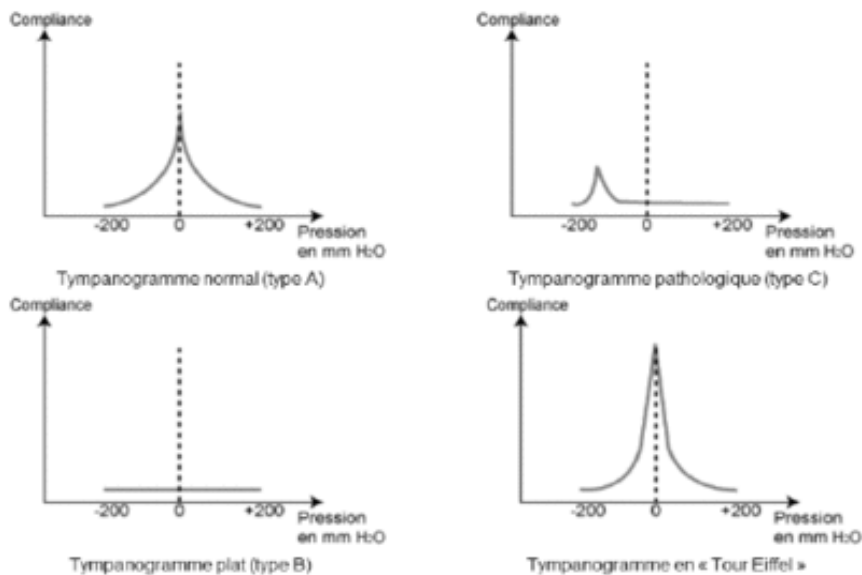 Compliance
-200
0
+200
Pression
en mm H₂O
Tympanogramme normal (type A)
Compliance
-200
0
+200
Pression
en mm H₂O
Tympanogramme pathologique (type C)
Compliance
-200
0
+200
Pression
en mm H₂O
Tympanogramme plat (type B)
Compliance
-200
0
+200
Pression
en mm H₂O
Tympanogramme en « Tour Eiffel »